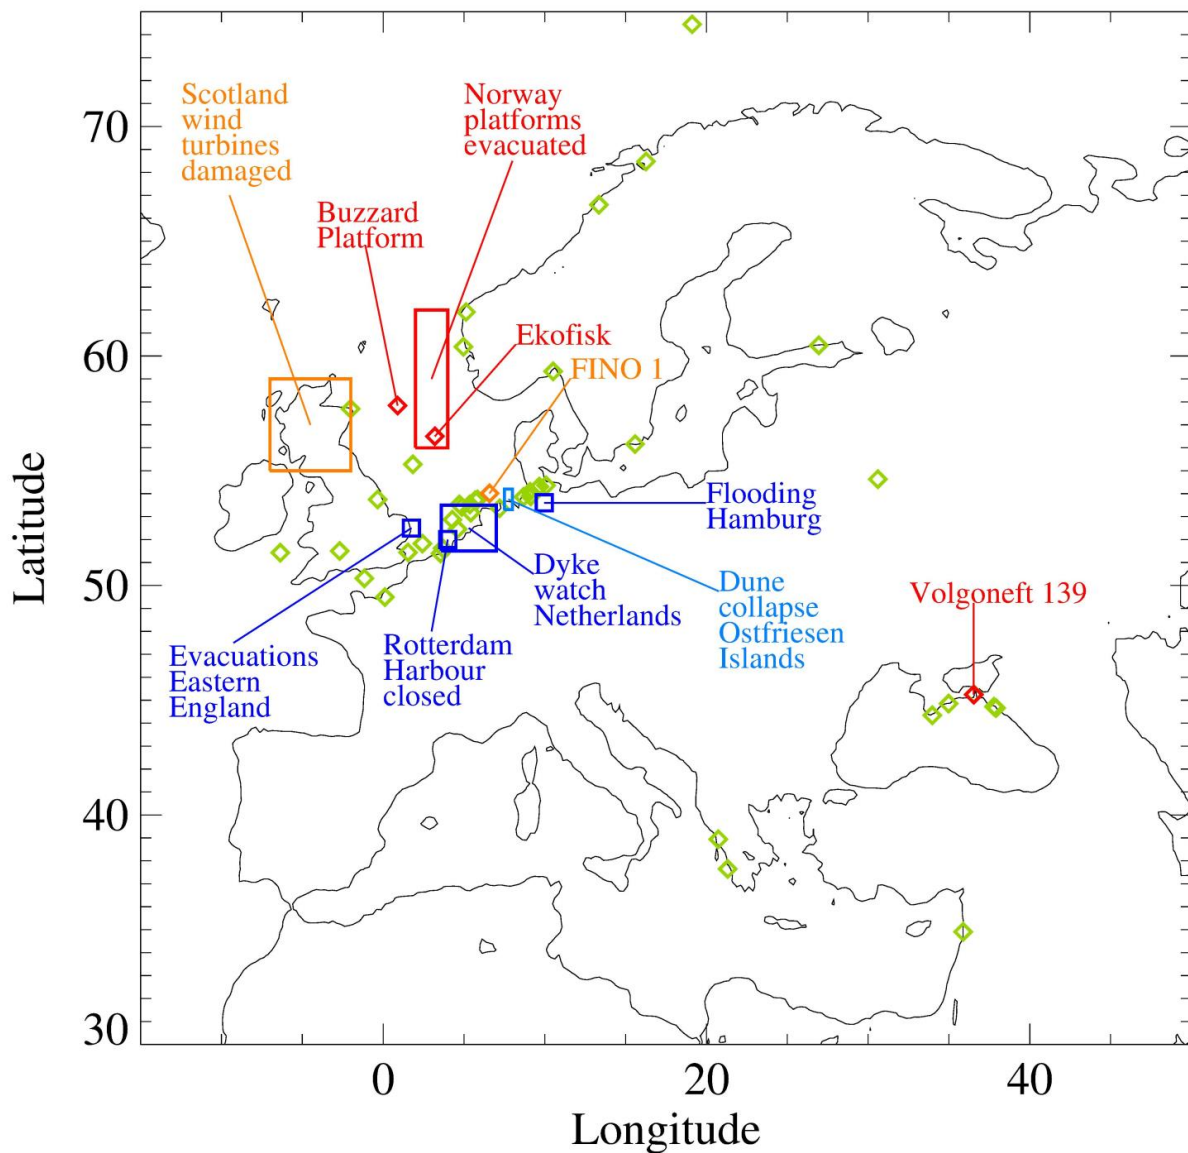 Scotland
wind
turbines
damaged
Norway
platforms
evacuated
Buzzard
Platform
Ekofisk
FINO 1
Flooding
Hamburg
Dyke
watch
Netherlands
Dune
collapse
Ostfriesen
Islands
Volgoneft 139
Evacuations
Eastern
England
Rotterdam
Harbour
closed
70
60
50
40
30
Latitude
0
20
40
Longitude